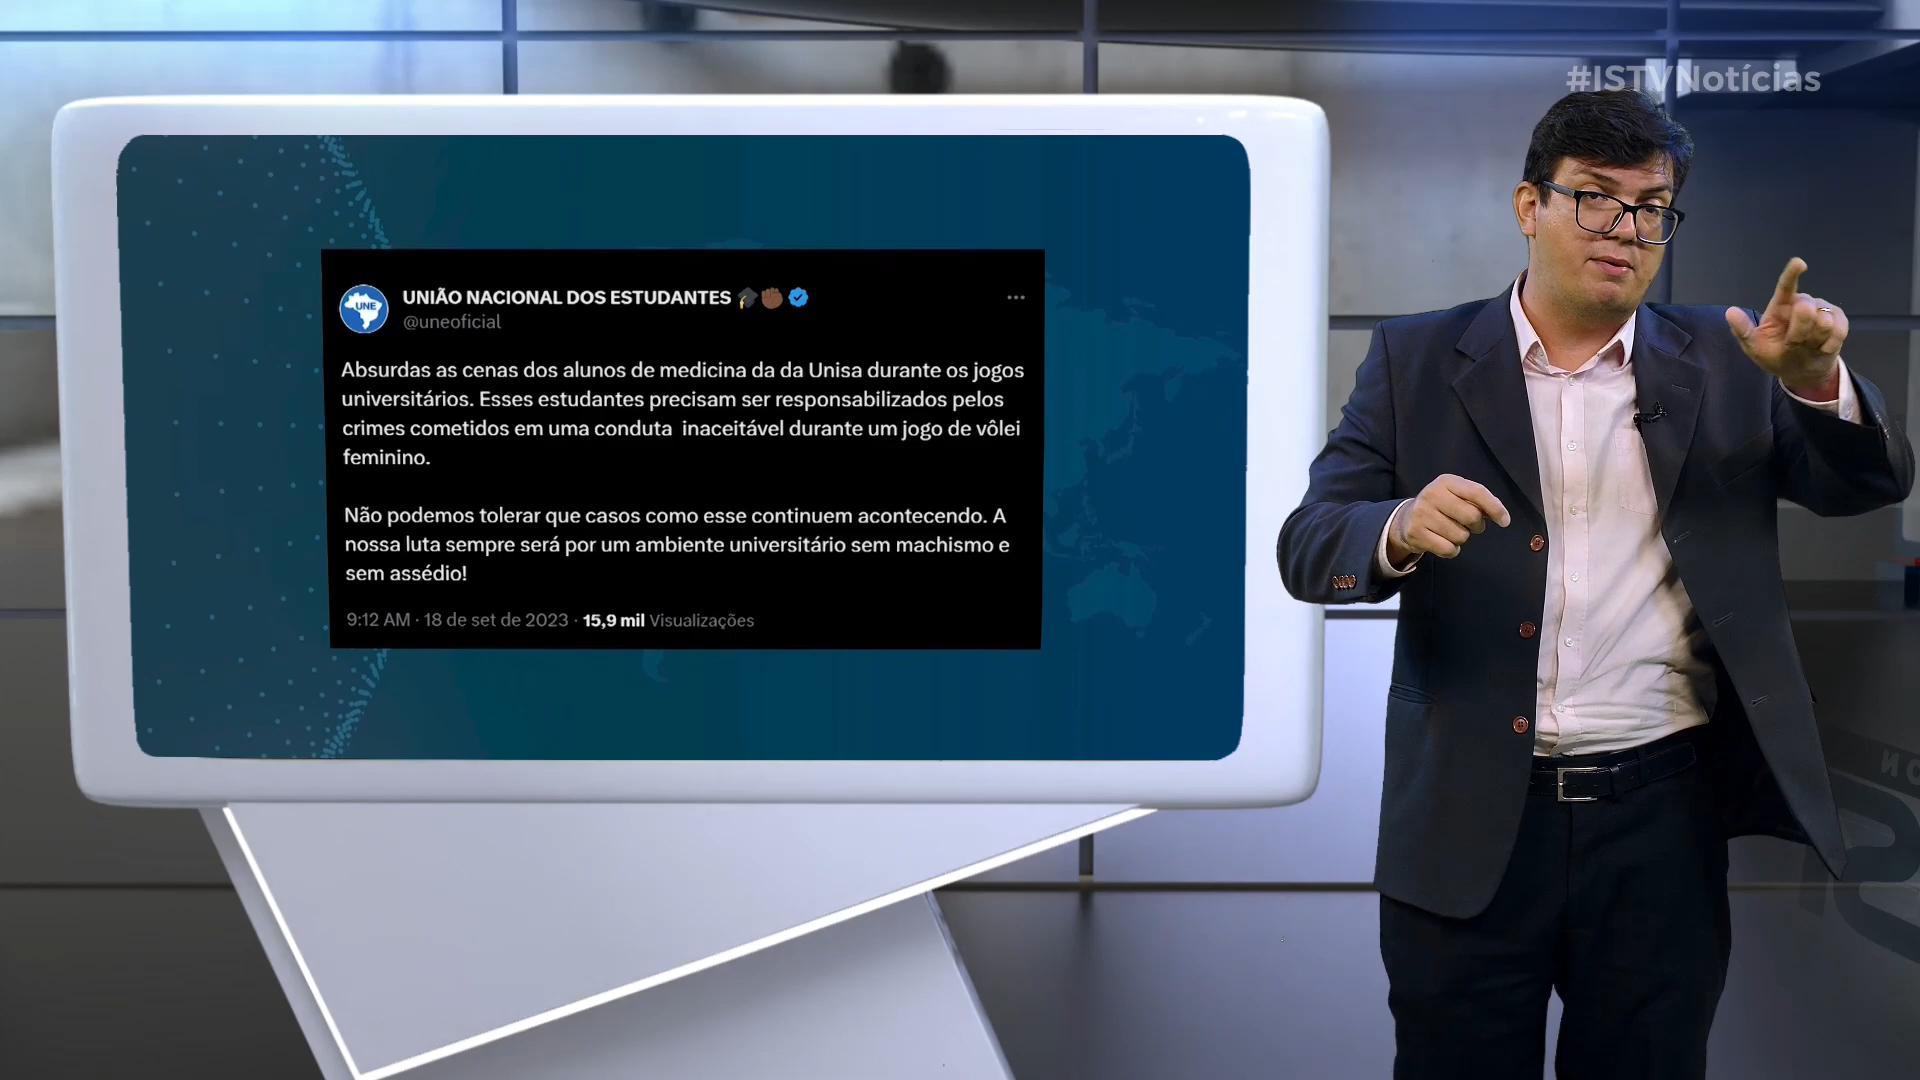 #ISTVNotícias
UNIÃO NACIONAL DOS ESTUDANTES
@uneoficial
UNE
Absurdas as cenas dos alunos de medicina da da Unisa durante os jogos
universitários. Esses estudantes precisam ser responsabilizados pelos
crimes cometidos em uma conduta inaceitável durante um jogo de vôlei
feminino.
Não podemos tolerar que casos como esse continuem acontecendo. A
nossa luta sempre será por um ambiente universitário sem machismo e
sem assédio!
9:12 AM · 18 de set de 2023 · 15,9 mil Visualizações